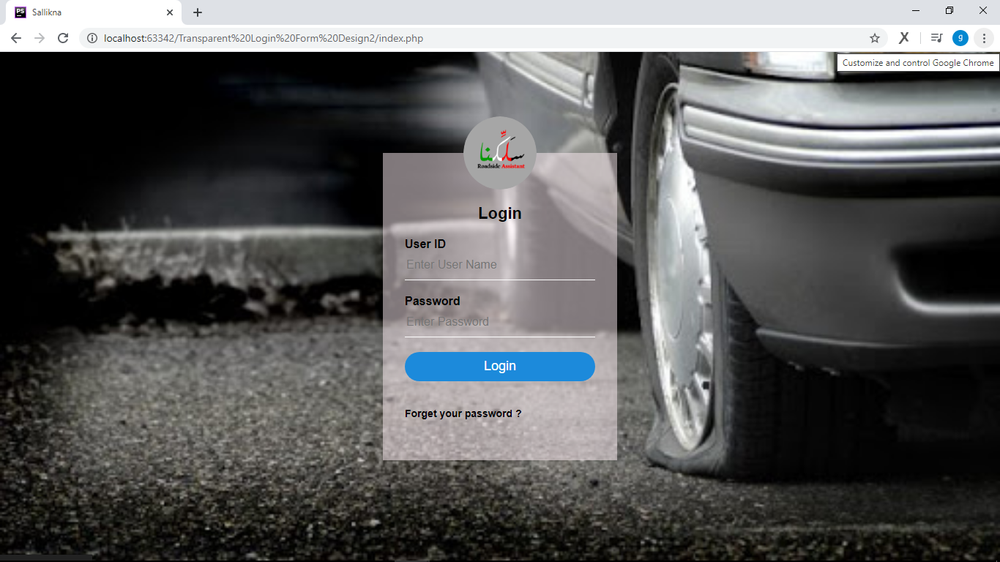 PS
Sallikna
localhost:63342/Transparent%20Login%20Form%20Design2/index.php
g
Customize and control Google Chrome
سلكنا
Roadside Assistant
Login
User ID
Enter User Name
Password
Enter Password
Login
Forget your password ?